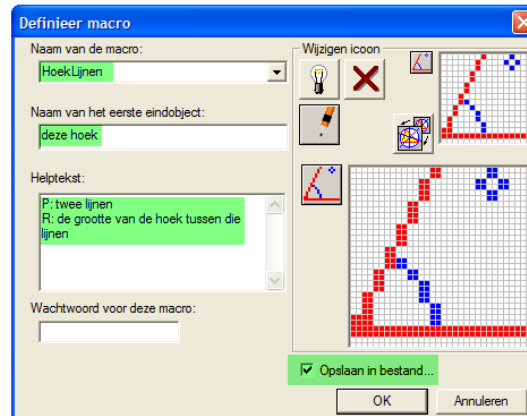 Definieer macro
Naam van de macro:
HoekLijnen
Naam van het eerste eindobject:
deze hoek
Helptekst:
P: twee lijnen
R: de grootte van de hoek tussen die
lijnen
Wachtwoord voor deze macro:
Wijzigen icoon
Opslaan in bestand...
OK
Annuleren